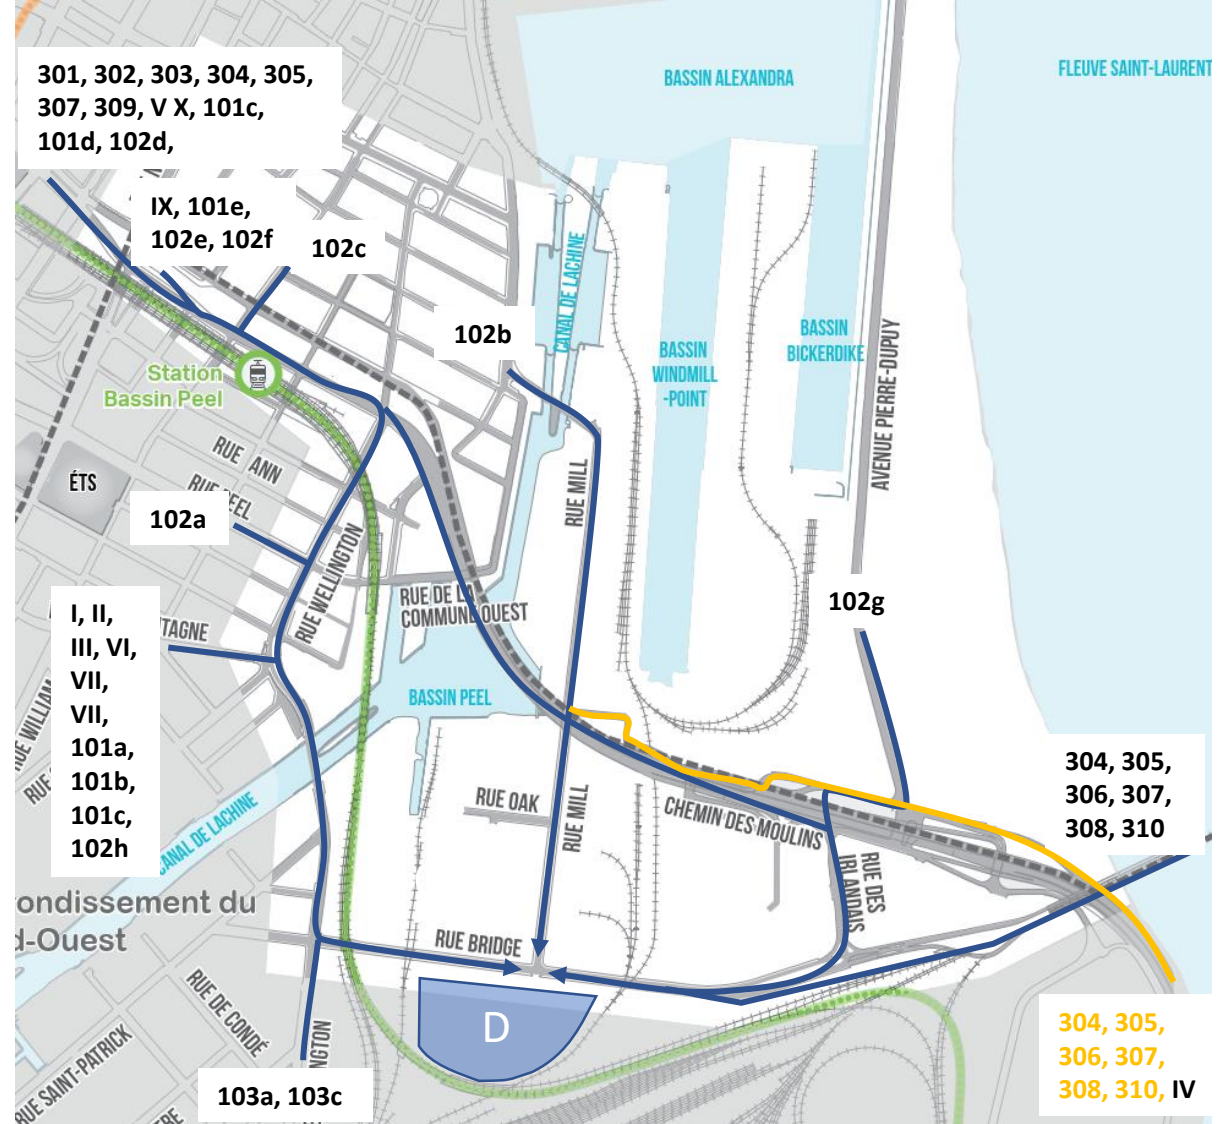 301, 302, 303, 304, 305,
307, 309, V X, 101c,
101d, 102d,
BASSIN ALEXANDRA
FLEUVE SAINT-LAURENT
IX, 101e,
102e, 102f
102c
CANAL DE LACHINE
102b
BASSIN
WINDMILL
-POINT
BASSIN
BICKERDIKE
AVENUE PIERRE-DUPUY
Station
Bassin Peel
RUE ANN
ÉTS
RUE MILL
102a
RUE WELLINGTON
RUE DE LA
COMMUNE OUEST
102g
I, II,
III, VI,
VII,
VII,
101a,
101b,
101c,
102h
TAGNE
RUE WILLIAM
BASSIN PEEL
304, 305,
306, 307,
308, 310
RUE OAK
RUE MILL
CHEMIN DES MOULINS
CANAL DE LACHINE
RUE DES
IRLANDAIS
ondissement du
d-Ouest
RUE BRIDGE
RUE DE CONDÉ
D
304, 305,
306, 307,
308, 310, IV
NGTON
RUE SAINT-PATRICK
103a, 103c